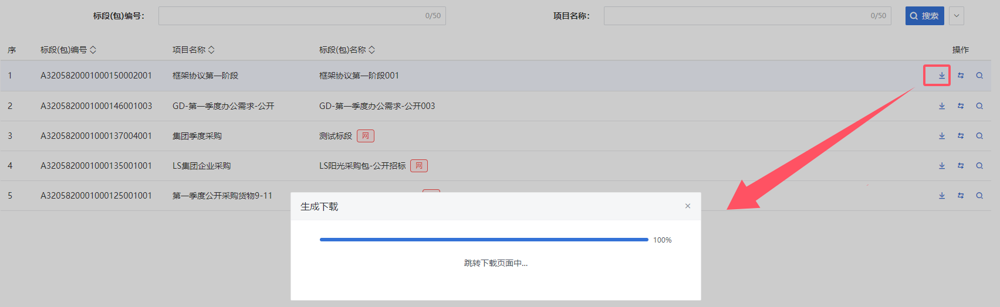 标段(包)编号： 0/50 项目名称： 0/50 搜索
序 标段(包)编号 项目名称 标段(包)名称 操作
1 A3205820001000150002001 框架协议第一阶段 框架协议第一阶段001
2 A3205820001000146001003 GD-第一季度办公需求-公开 GD-第一季度办公需求-公开003
3 A3205820001000137004001 集团季度采购 测试标段 网
4 A3205820001000135001001 LS集团企业采购 LS阳光采购包-公开招标 网
5 A3205820001000125001001 第一季度公开采购货物9-11
生成下载
100%
跳转下载页面中...